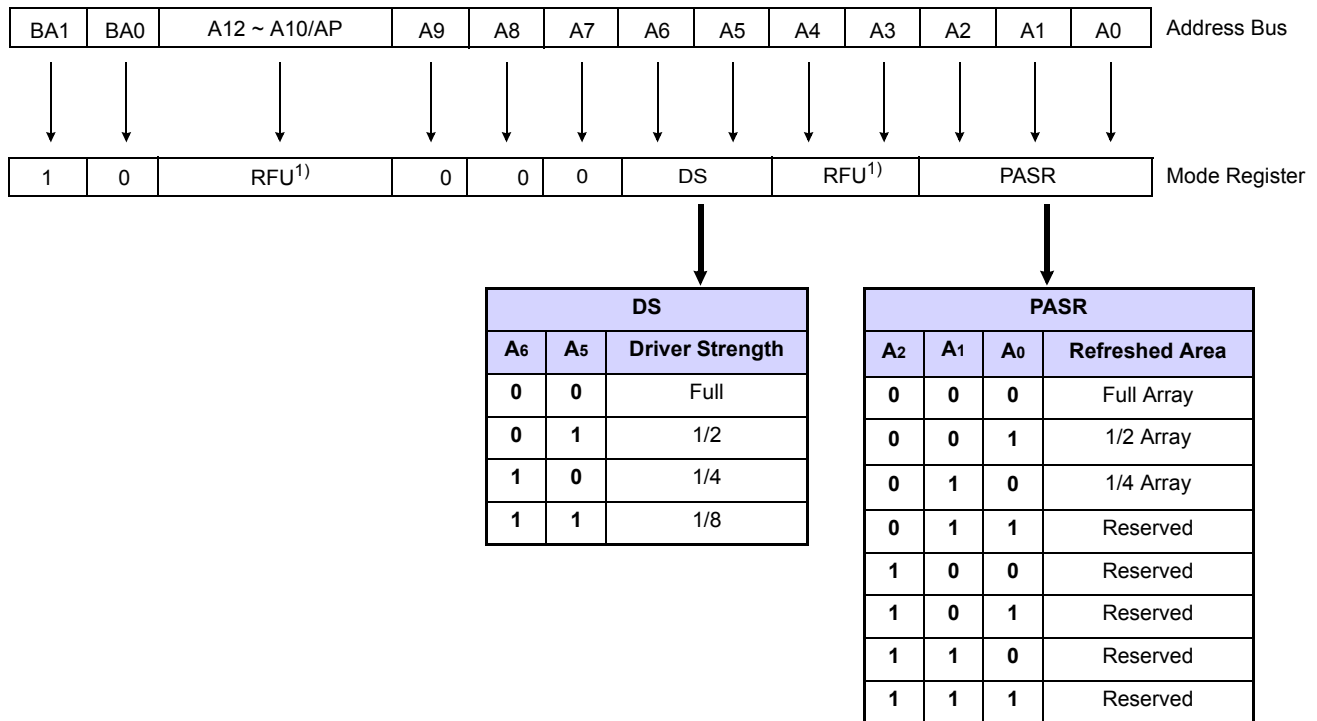 BA1 BA0 A12 ~ A10/AP A9 A8 A7 A6 A5 A4 A3 A2 A1 A0 Address Bus
1 0 RFU1) 0 0 0 DS RFU1) PASR Mode Register
DS
A6 A5 Driver Strength
0 0 Full
0 1 1/2
1 0 1/4
1 1 1/8
PASR
A2 A1 A0 Refreshed Area
0 0 0 Full Array
0 0 1 1/2 Array
0 1 0 1/4 Array
0 1 1 Reserved
1 0 0 Reserved
1 0 1 Reserved
1 1 0 Reserved
1 1 1 Reserved